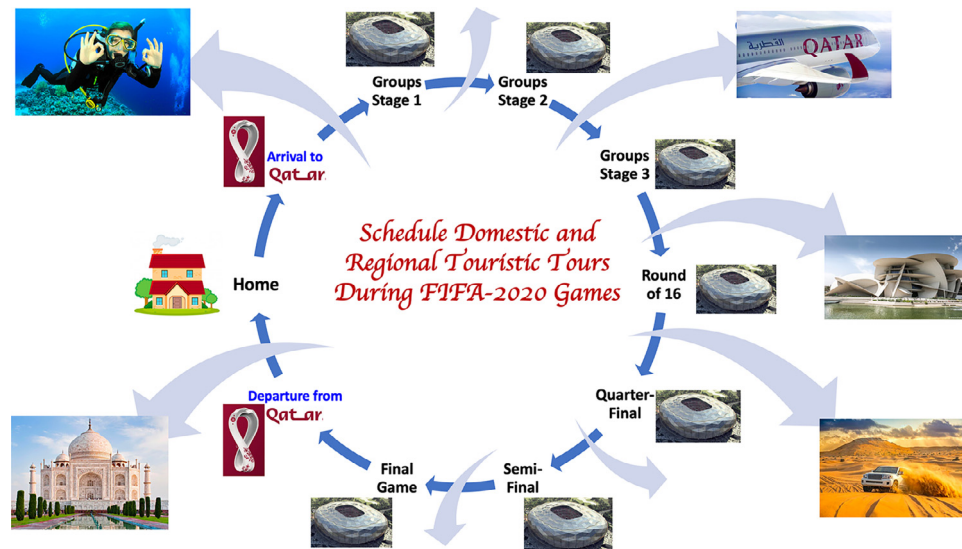 Groups
Stage 1
Groups
Stage 2
القطرية
QATAR
Arrival to
Qatar
Groups
Stage 3
Schedule Domestic and
Regional Touristic Tours
During FIFA-2020 Games
Home
Round
of 16
Departure from
Qatar
Quarter-
Final
Final
Game
Semi-
Final